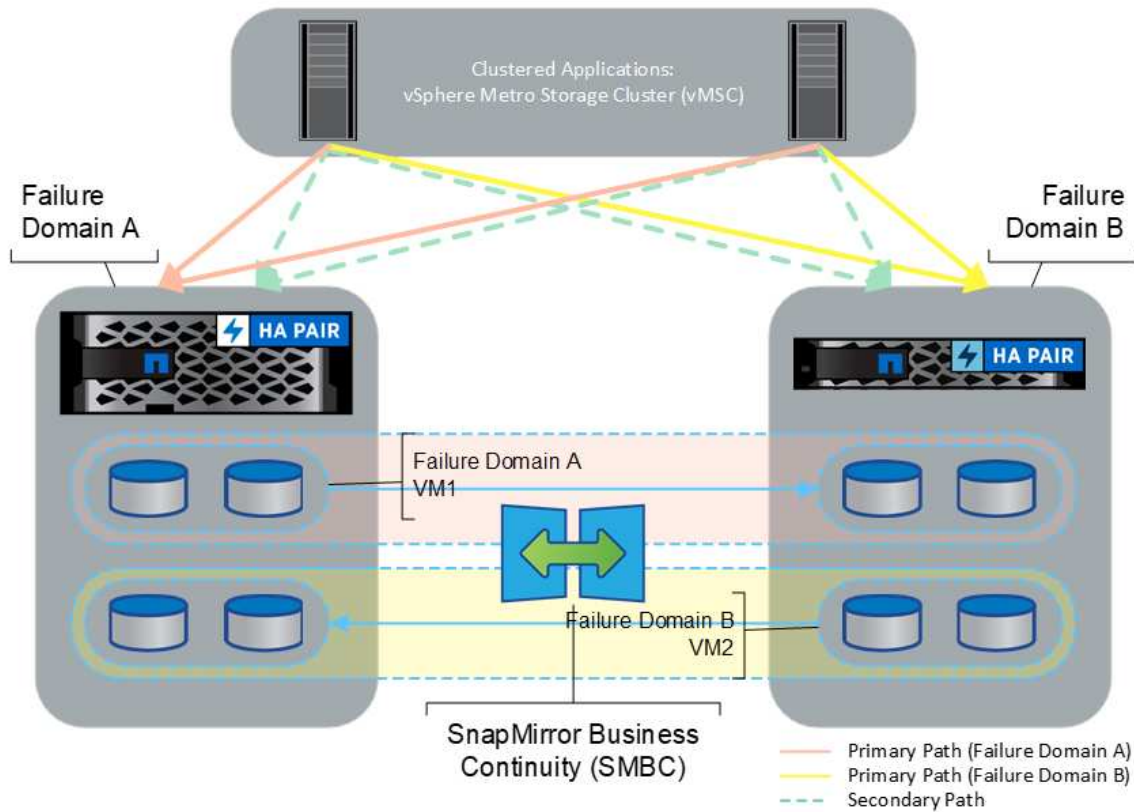 Clustered Applications:
vSphere Metro Storage Cluster (vMSC)
Failure
Domain A
Failure
Domain B
HA PAIR
HA PAIR
Failure Domain A
VM1
Failure Domain B
VM2
SnapMirror Business
Continuity (SMBC)
Primary Path (Failure Domain A)
Primary Path (Failure Domain B)
Secondary Path